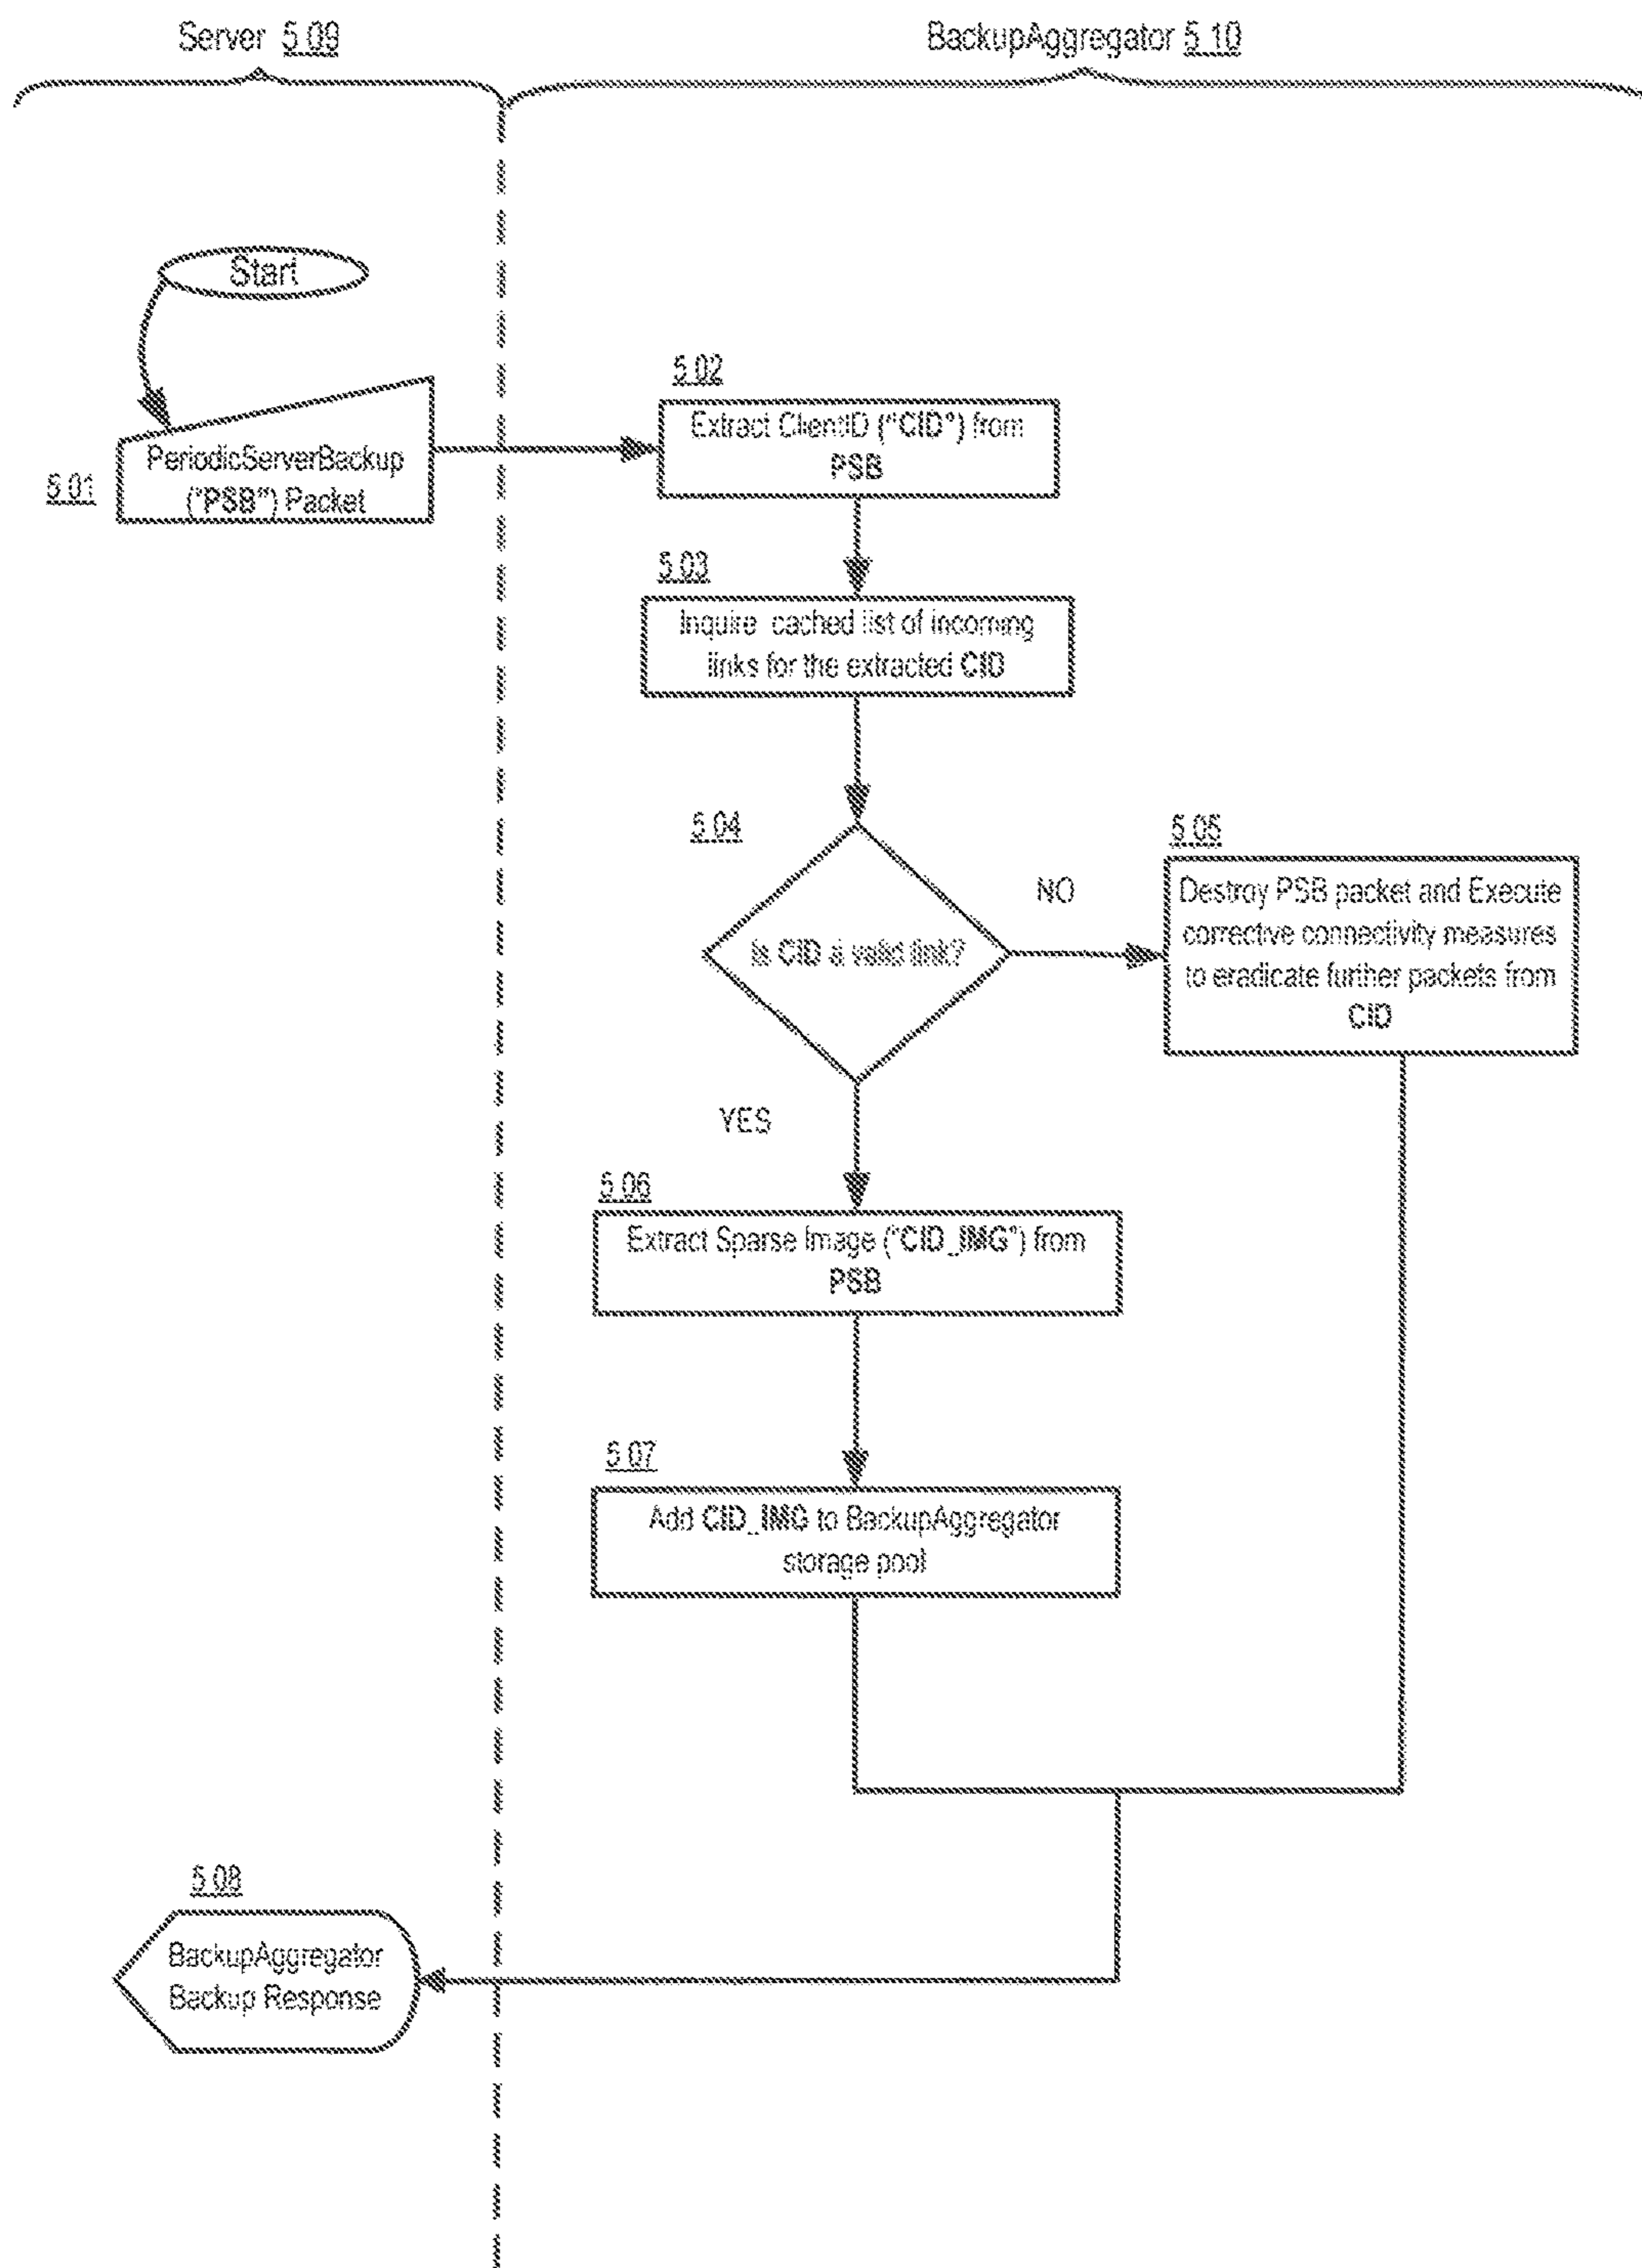 Server 5.09
BackupAggregator 5.10
Start
5.01
PeriodicServerBackup
("PSB") Packet
5.02
Extract ClientID ("CID") from
PSB
5.03
Inquire cached list of incoming
links for the extracted CID
5.04
Is CID a valid link?
NO
5.05
Destroy PSB packet and Execute
corrective connectivity measures
to eradicate further packets from
CID
YES
5.06
Extract Sparse Image ("CID_IMG") from
PSB
5.07
Add CID_IMG to BackupAggregator
storage pool
5.08
BackupAggregator
Backup Response